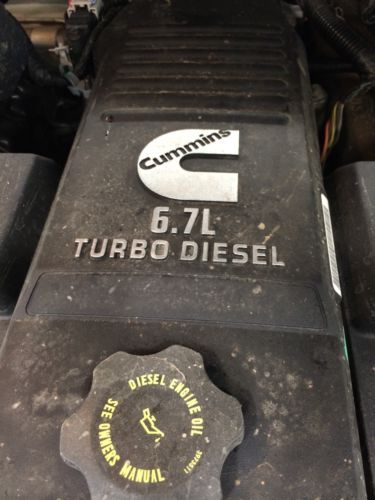 Cummins
6.7L
TURBO DIESEL
DIESEL ENGINE OIL
SEE OWNERS MANUAL